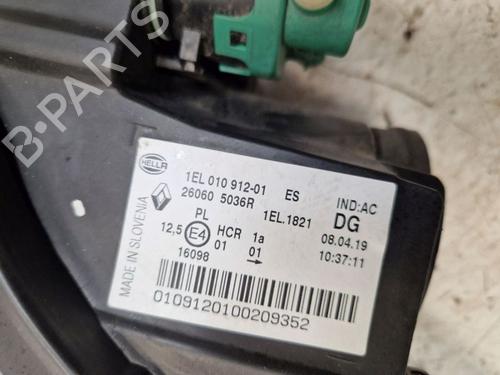 HELLA
1EL 010 912-01 ES
26060 5036R
IND:AC
PL
1EL.1821
DG
12,5 E4 HCR 1a
08.04.19
01 01
16098
10:37:11
MADE IN SLOVENIA
0109120100209352
B-PARTS